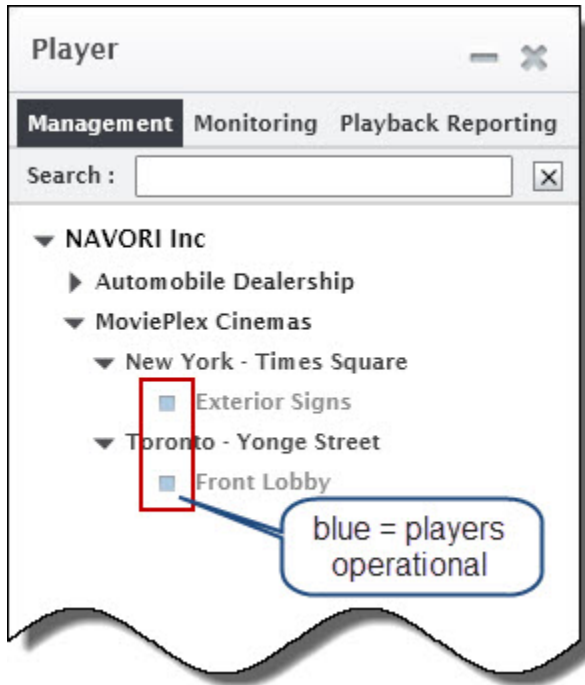 Player
Management Monitoring Playback Reporting
Search :
NAVORI Inc
Automobile Dealership
MoviePlex Cinemas
New York - Times Square
Exterior Signs
Toronto - Yonge Street
Front Lobby
blue = players
operational